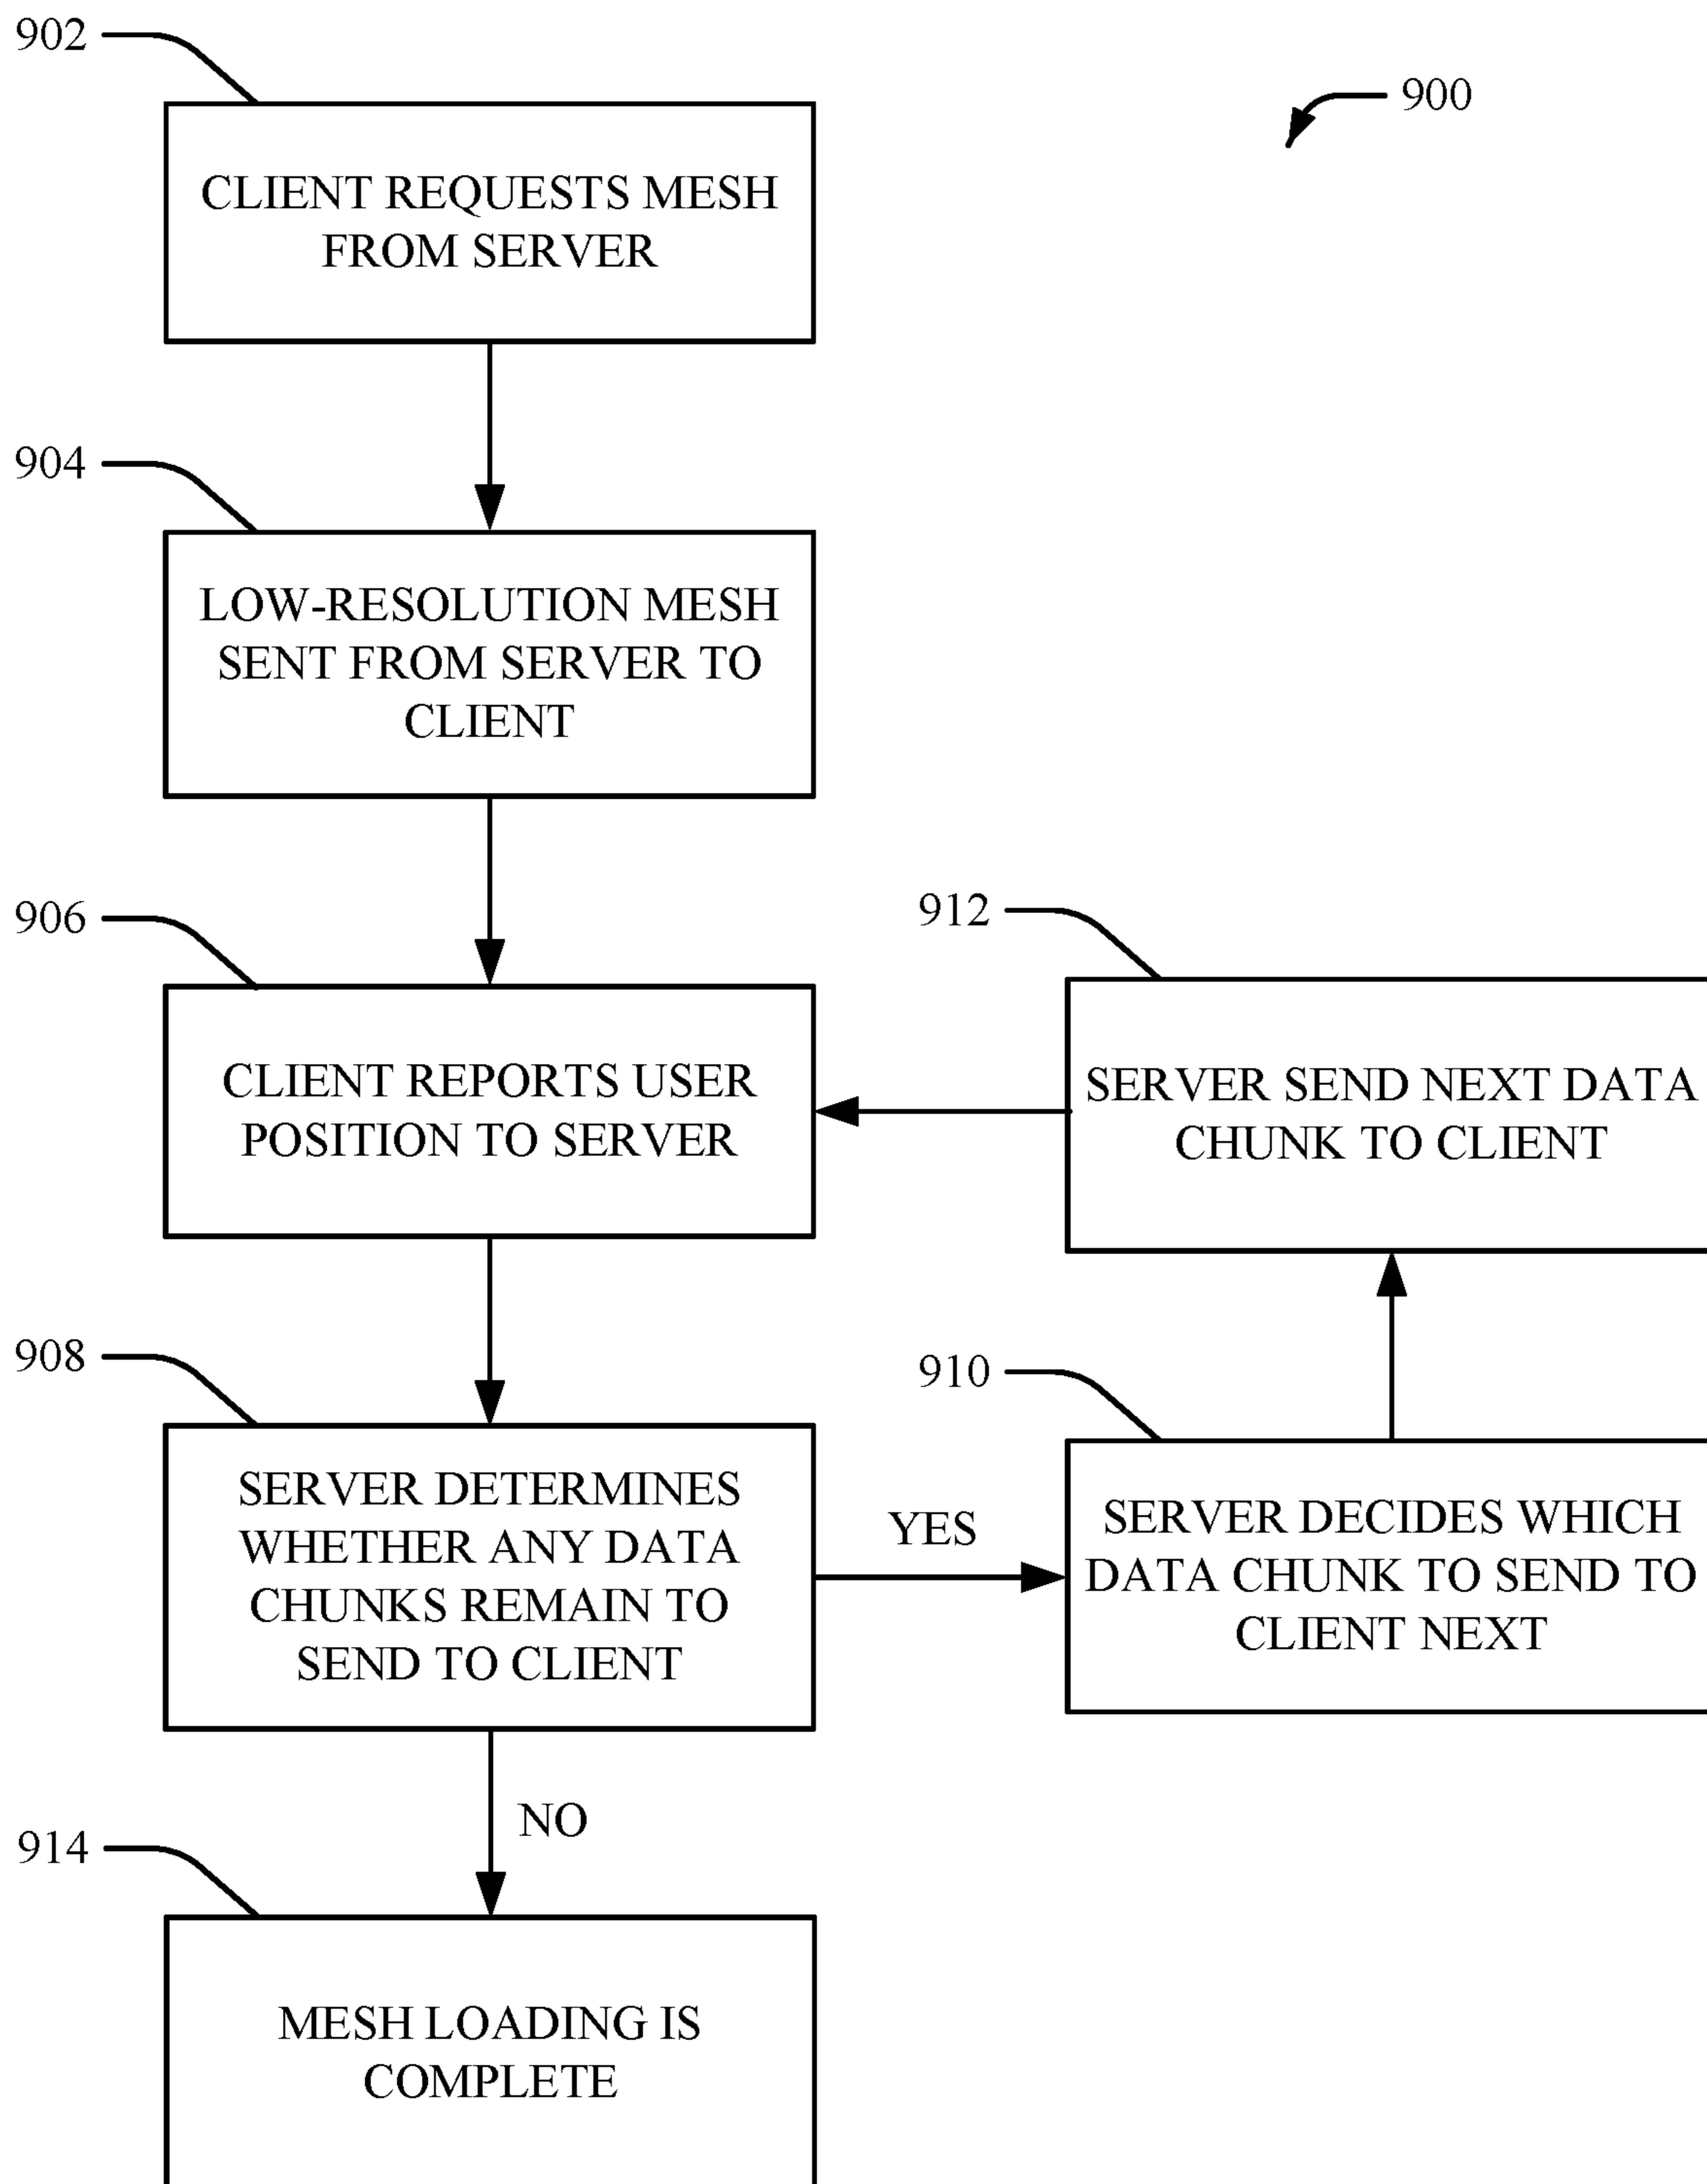 902
900
CLIENT REQUESTS MESH
FROM SERVER
904
LOW-RESOLUTION MESH
SENT FROM SERVER TO
CLIENT
906
CLIENT REPORTS USER
POSITION TO SERVER
912
SERVER SEND NEXT DATA
CHUNK TO CLIENT
908
SERVER DETERMINES
WHETHER ANY DATA
CHUNKS REMAIN TO
SEND TO CLIENT
YES
910
SERVER DECIDES WHICH
DATA CHUNK TO SEND TO
CLIENT NEXT
NO
914
MESH LOADING IS
COMPLETE